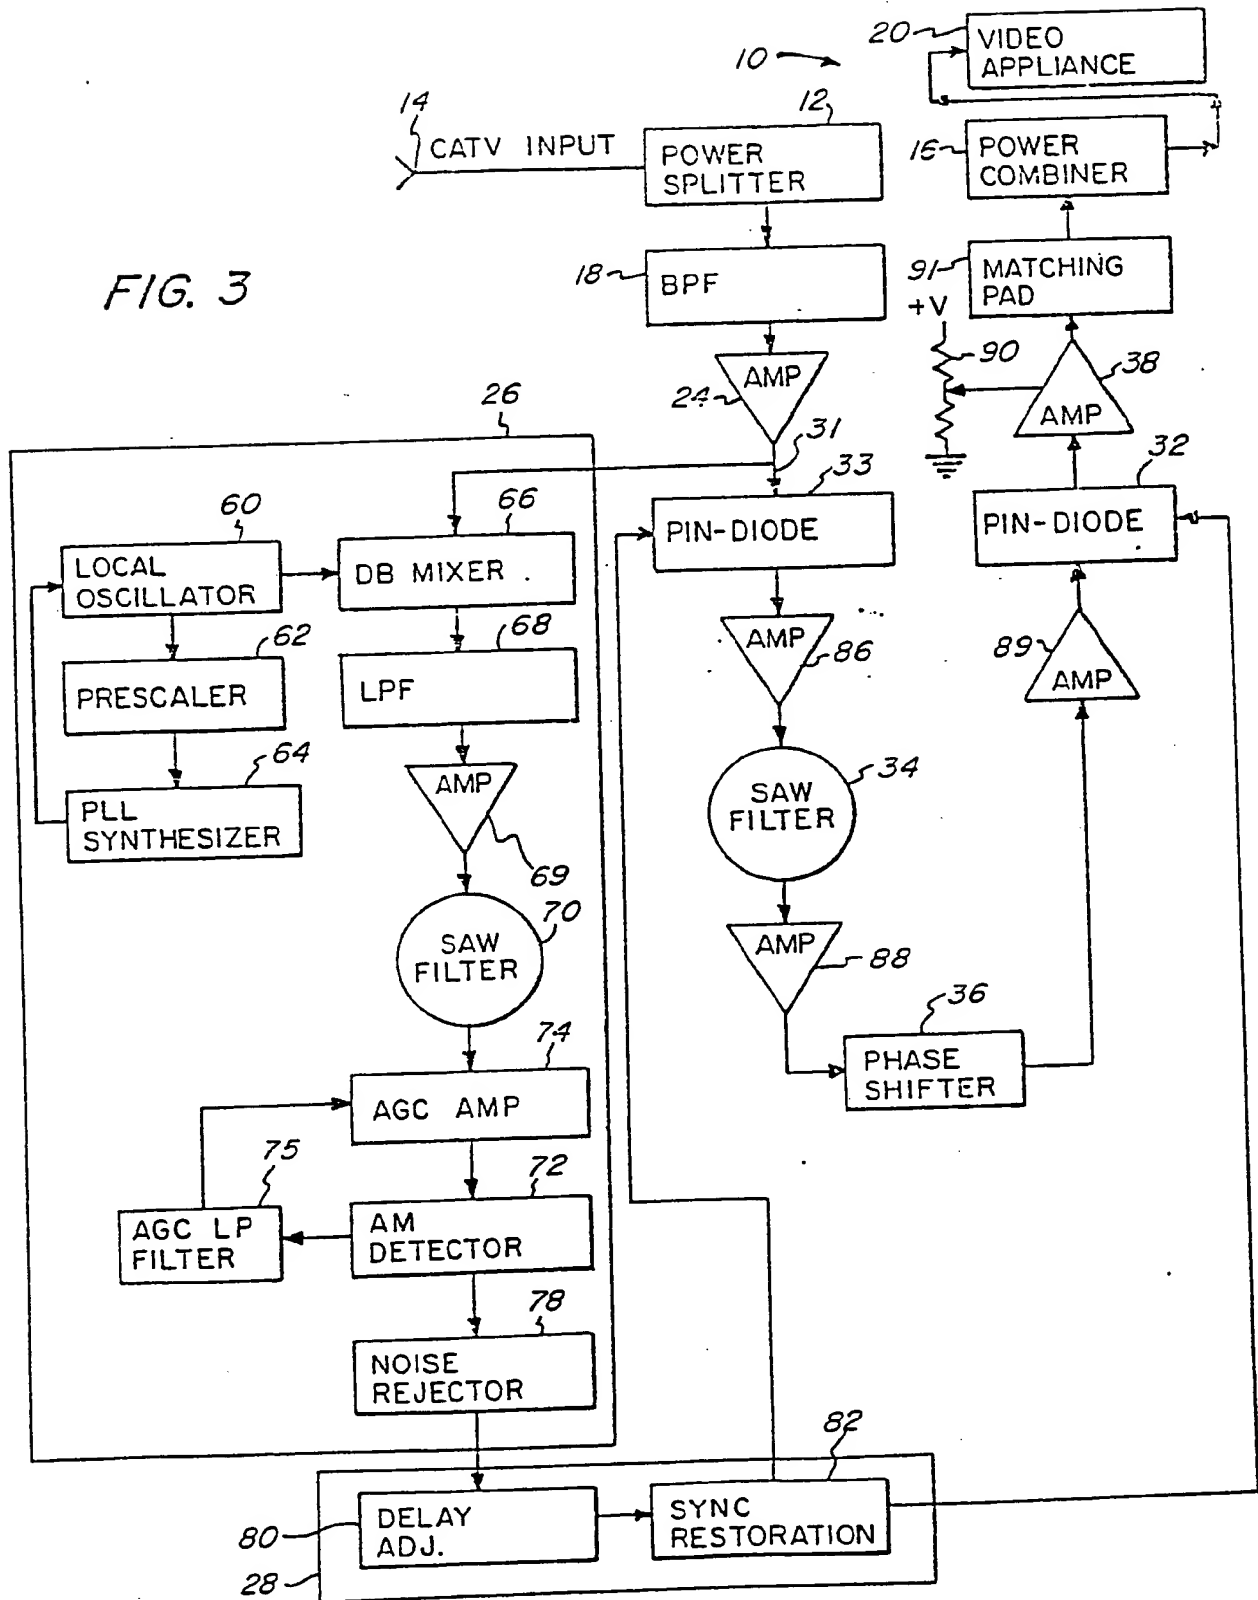 20
VIDEO
APPLIANCE
10
14
CATV INPUT
12
POWER
SPLITTER
16
POWER
COMBINER
FIG. 3
18
BPF
91
MATCHING
PAD
+V
90
AMP
24
38
AMP
26
31
33
32
60
66
PIN-DIODE
PIN-DIODE
LOCAL
OSCILLATOR
DB MIXER
62
68
AMP
86
89
AMP
PRESCALER
LPF
64
AMP
69
34
SAW
FILTER
PLL
SYNTHESIZER
70
SAW
FILTER
AMP
88
36
PHASE
SHIFTER
74
AGC AMP
75
72
AGC LP
FILTER
AM
DETECTOR
78
NOISE
REJECTOR
82
80
DELAY
ADJ.
SYNC
RESTORATION
28